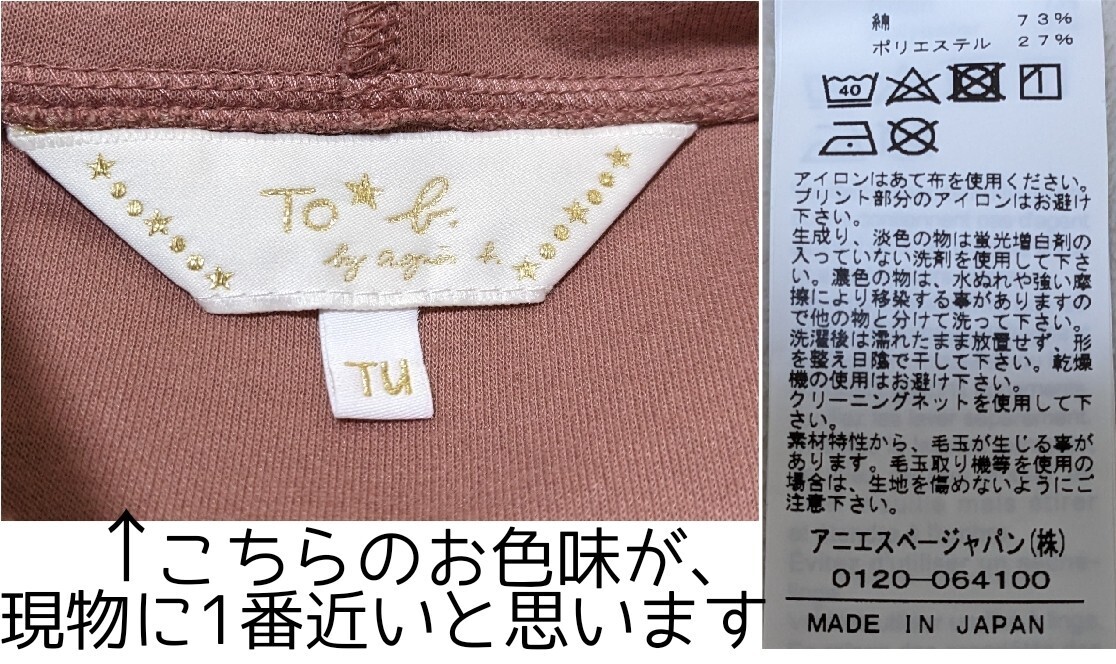 To★b.
by agnès b.
TU
↑こちらのお色味が、
現物に1番近いと思います
綿 73%
ポリエステル 27%
40
アイロンはあて布を使用ください。
プリント部分のアイロンはお避け
下さい。
生成り、淡色の物は蛍光増白剤の
入っていない洗剤を使用して下さ
い。濃色の物は、水ぬれや強い摩
擦により移染する事がありますの
で他の物と分けて洗って下さい。
洗濯後は濡れたまま放置せず、形
を整え日陰で干して下さい。乾燥
機の使用はお避け下さい。
クリーニングネットを使用して下
さい。
素材特性から、毛玉が生じる事が
あります。毛玉取り機等を使用の
場合は、生地を傷めないようにご
注意下さい。
アニエスベージャパン(株)
0120-064100
MADE IN JAPAN